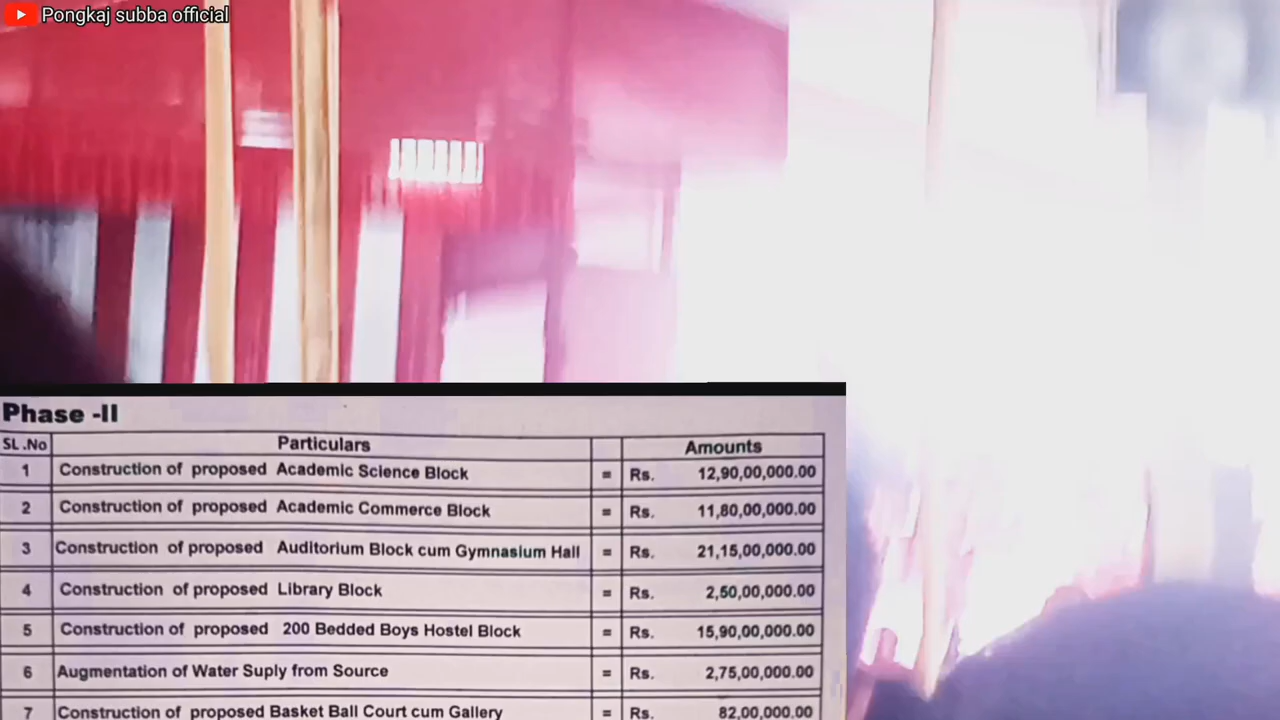 Pongkaj subba official
Phase -II
SL .No Particulars Amounts
1 Construction of proposed Academic Science Block = Rs. 12,90,00,000.00
2 Construction of proposed Academic Commerce Block = Rs. 11,80,00,000.00
3 Construction of proposed Auditorium Block cum Gymnasium Hall = Rs. 21,15,00,000.00
4 Construction of proposed Library Block = Rs. 2,50,00,000.00
5 Construction of proposed 200 Bedded Boys Hostel Block = Rs. 15,90,00,000.00
6 Augmentation of Water Suply from Source = Rs. 2,75,00,000.00
7 Construction of proposed Basket Ball Court cum Gallery = Rs. 82,00,000.00